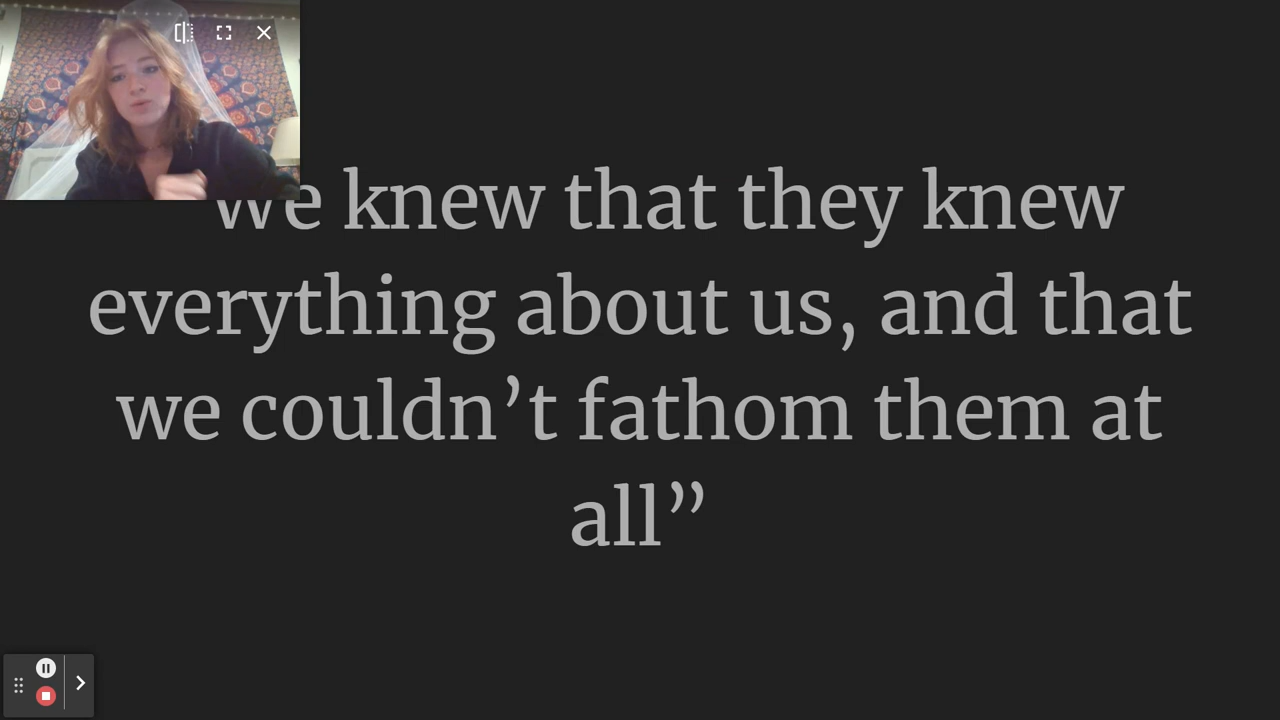 We knew that they knew
everything about us, and that
we couldn’t fathom them at
all”